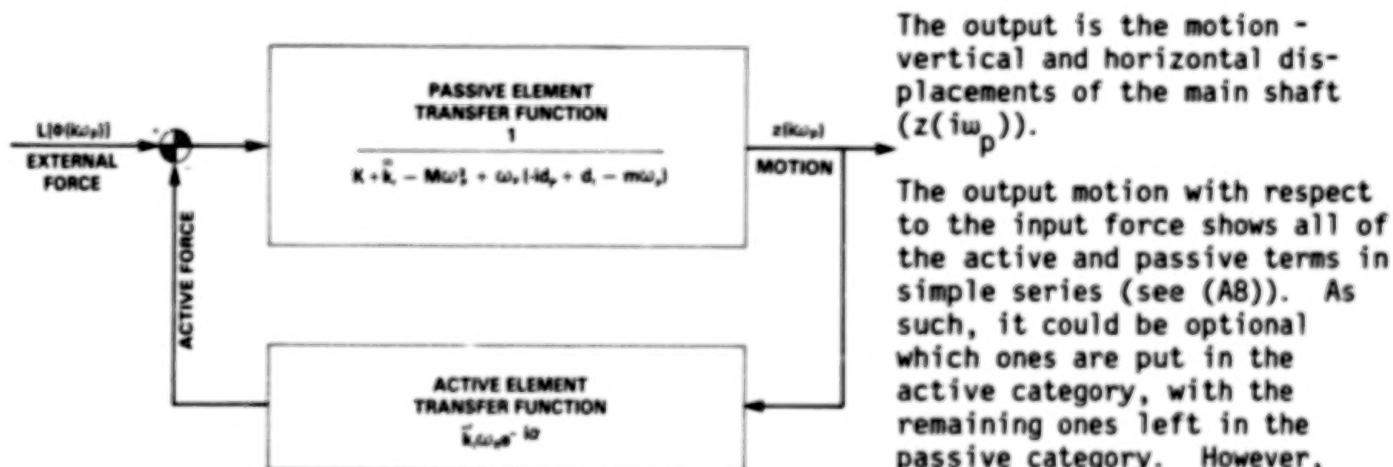 L[Φ(iωₚ)]
EXTERNAL
FORCE
ACTIVE FORCE
PASSIVE ELEMENT
TRANSFER FUNCTION
1
z(iωₚ)
MOTION
ACTIVE ELEMENT
TRANSFER FUNCTION
The output is the motion -
vertical and horizontal dis-
placements of the main shaft
(z(iωₚ)).
The output motion with respect
to the input force shows all of
the active and passive terms in
simple series (see (A8)). As
such, it could be optional
which ones are put in the
active category, with the
remaining ones left in the
passive category. However,